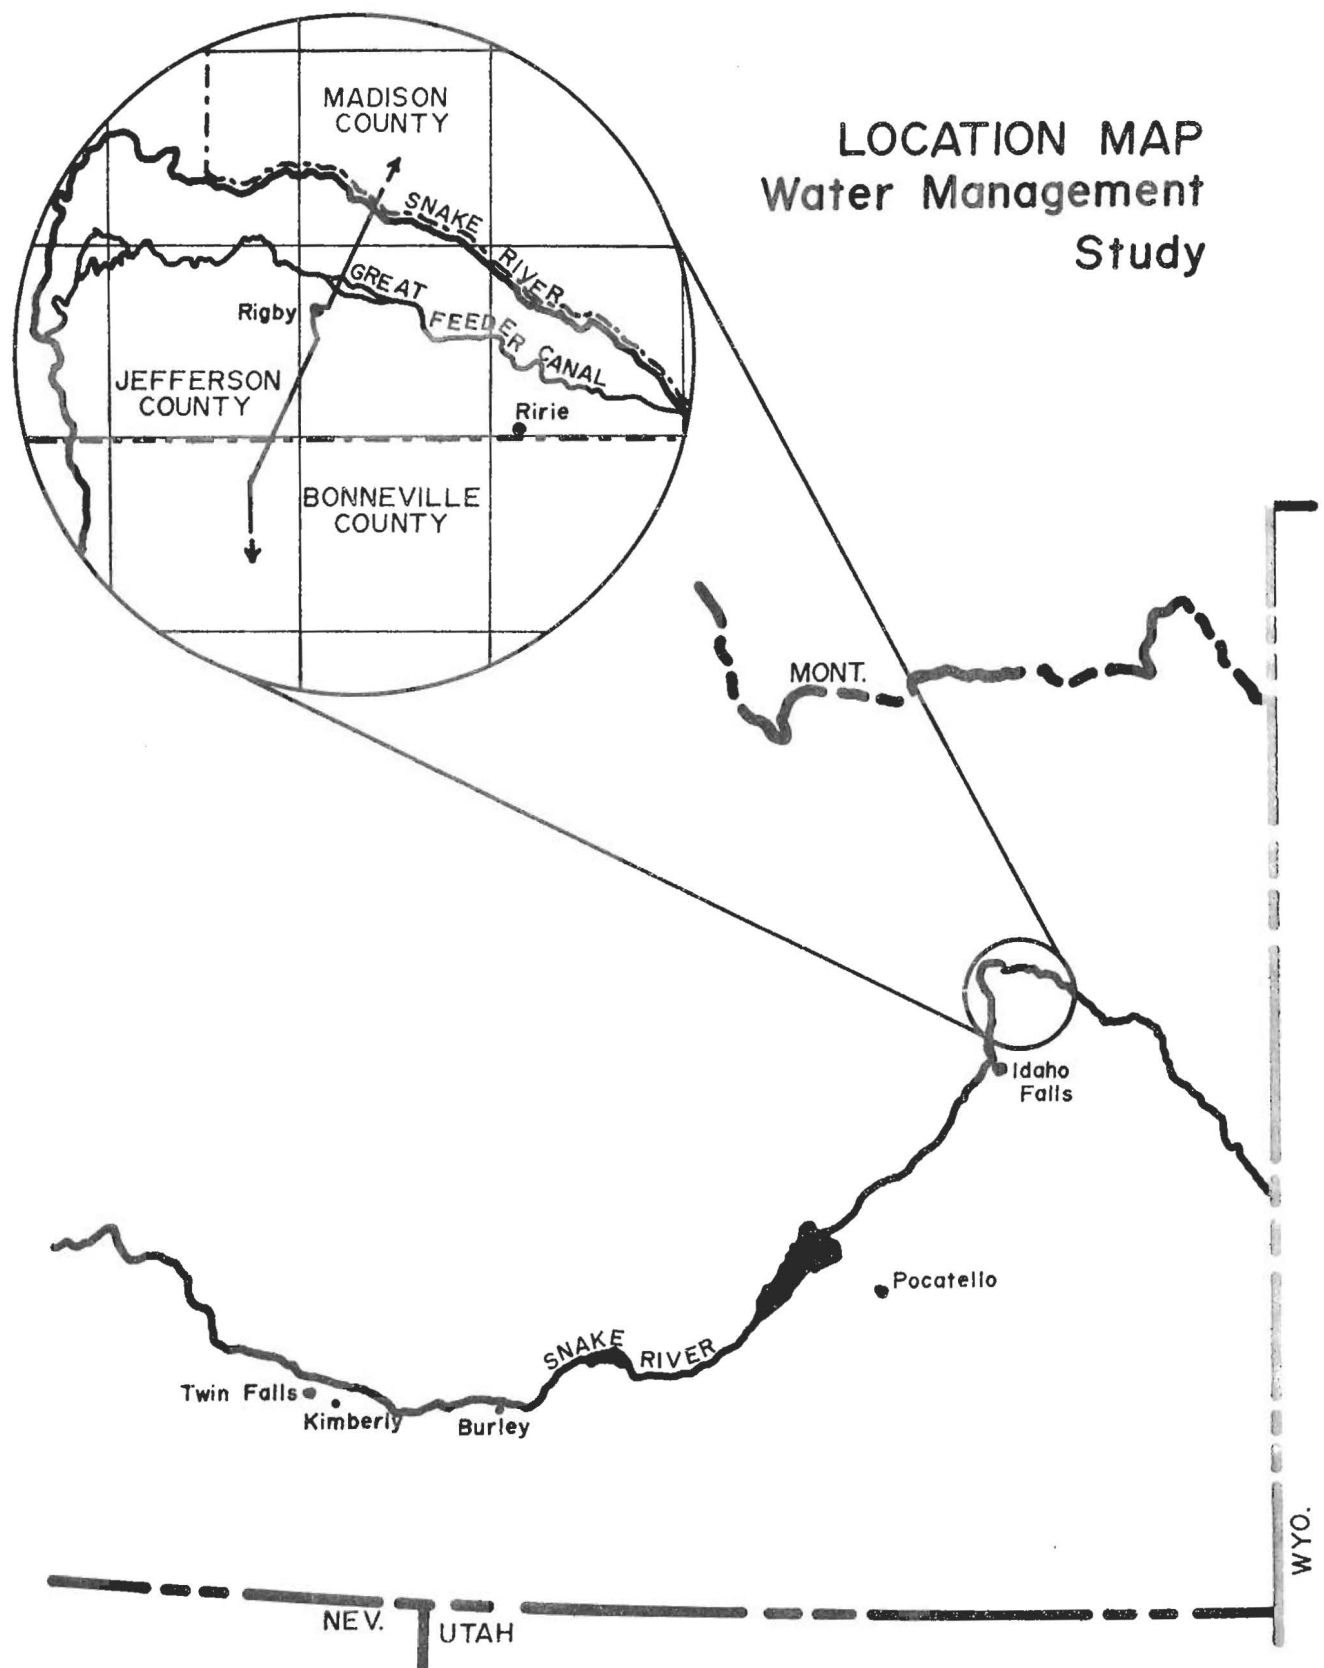 LOCATION MAP
Water Management
Study
MADISON
COUNTY
SNAKE RIVER
GREAT FEEDER CANAL
Rigby
JEFFERSON
COUNTY
Ririe
BONNEVILLE
COUNTY
MONT.
Idaho
Falls
Pocatello
SNAKE RIVER
Twin Falls
Kimberly
Burley
WYO.
NEV.
UTAH